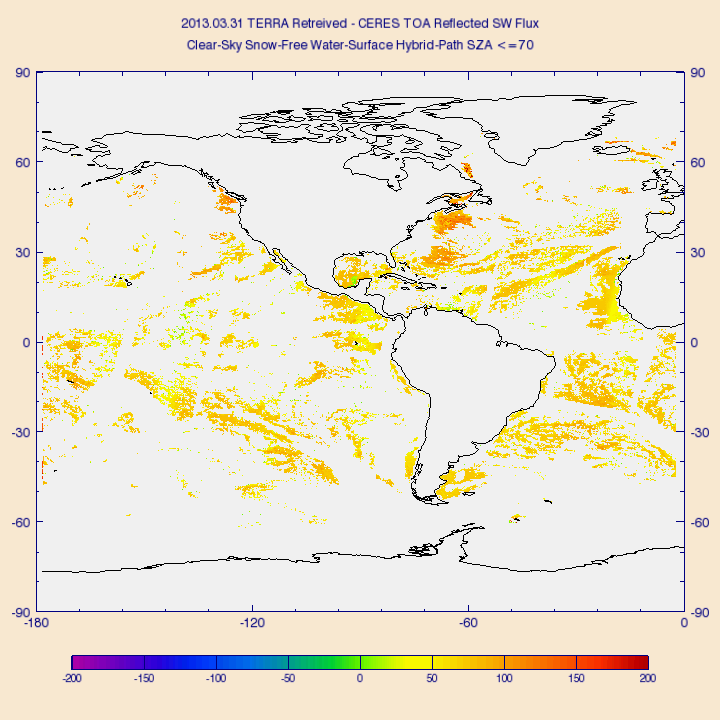 2013.03.31 TERRA Retreived - CERES TOA Reflected SW Flux
Clear-Sky Snow-Free Water-Surface Hybrid-Path SZA <=70
90 90
60 60
30 30
0 0
-30 -30
-60 -60
-90 -90
-180 -120 -60 0
-200 -150 -100 -50 0 50 100 150 200